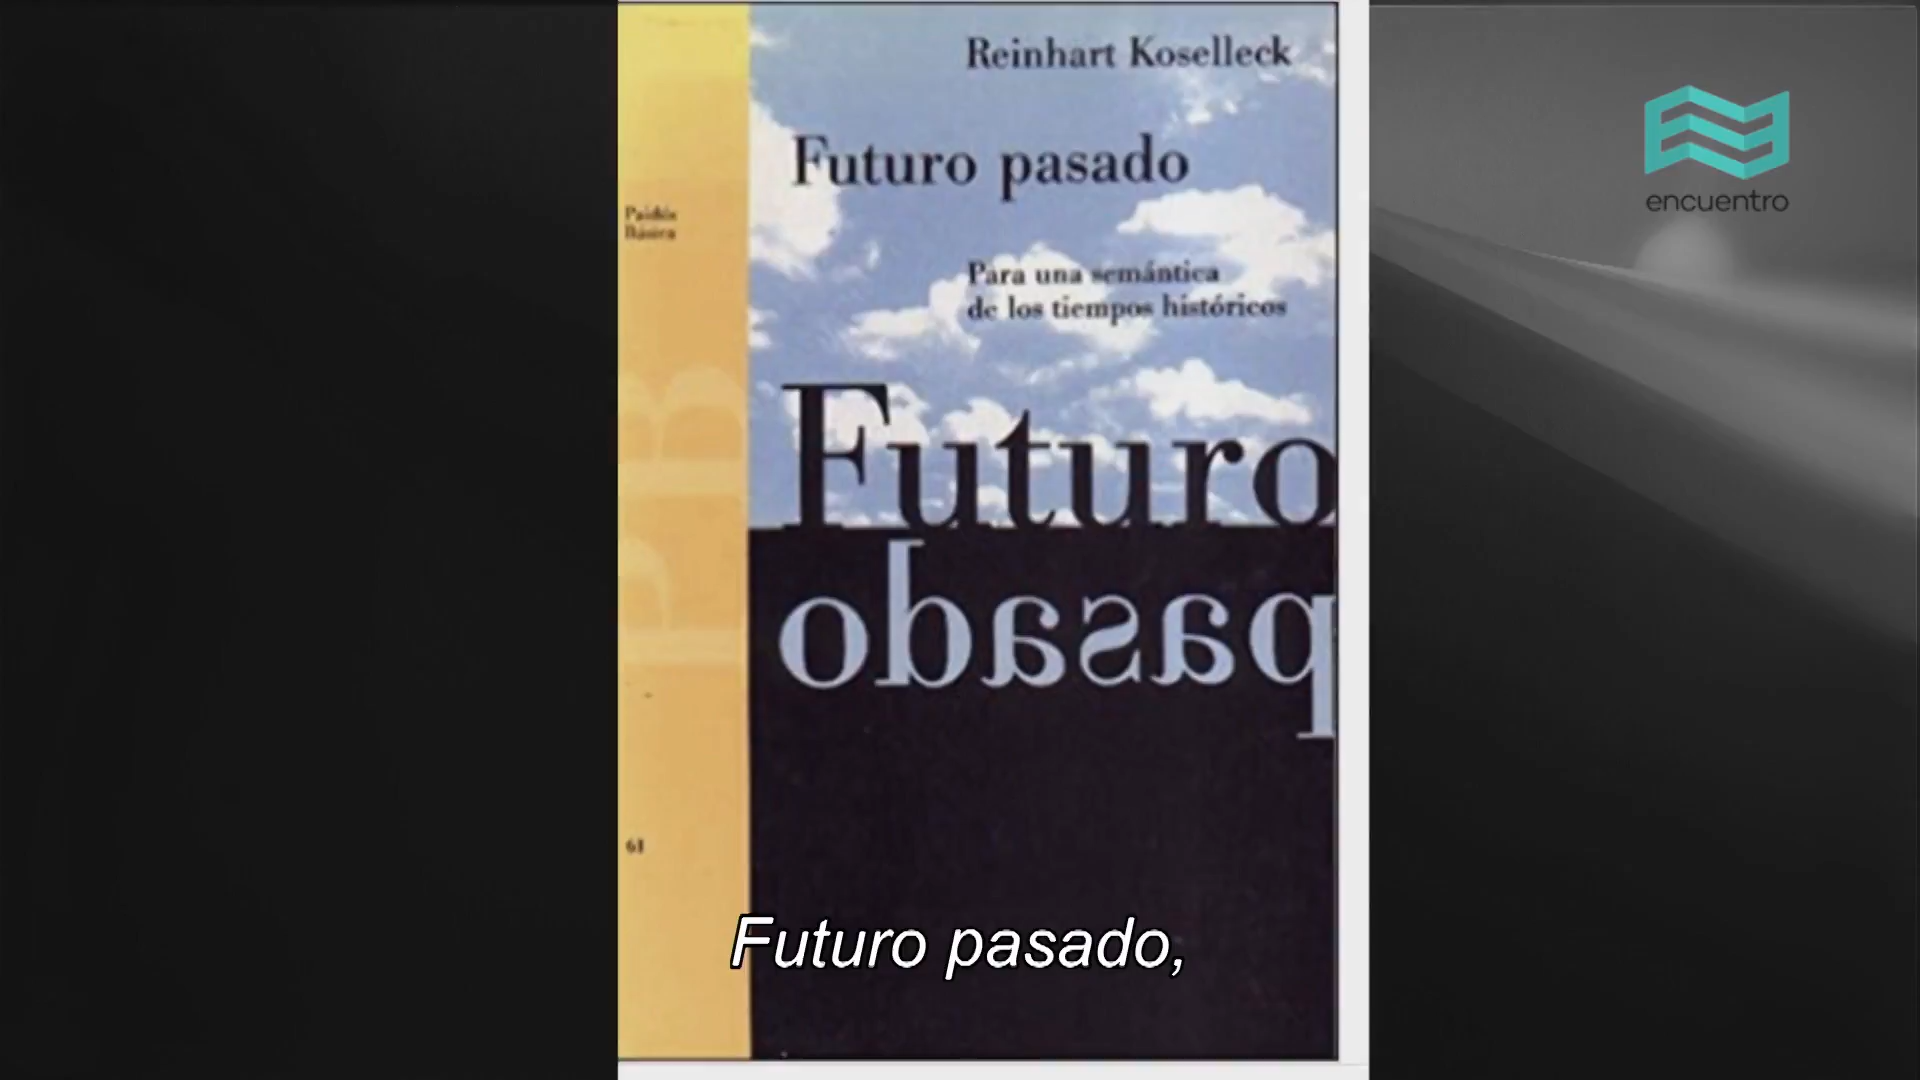 Reinhart Koselleck
Futuro pasado
Paidós
Básica
Para una semántica
de los tiempos históricos
Futuro
pasado
61
encuentro
Futuro pasado,